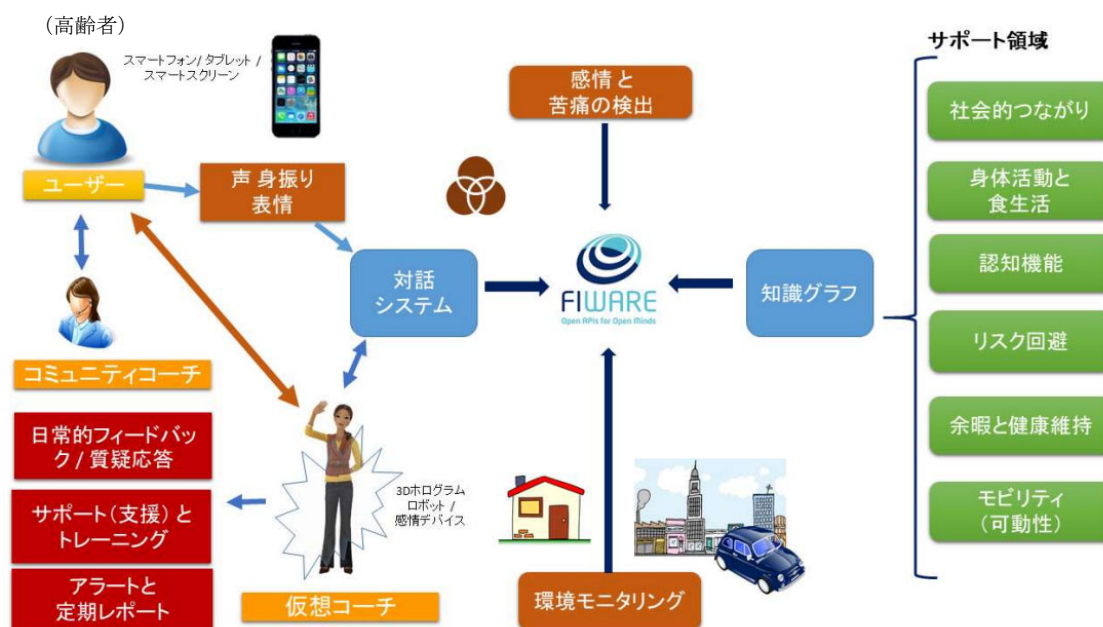 （高齢者）
スマートフォン/ タブレット /
スマートスクリーン
ユーザー
声 身振り
表情
対話
システム
コミュニティコーチ
日常的フィードバッ
ク / 質疑応答
サポート（支援）と
トレーニング
アラートと
定期レポート
3Dホログラム
ロボット /
感情デバイス
仮想コーチ
感情 と
苦痛の検出
FIWARE
Open APIs for Open Minds
知識グラフ
環境モニタリング
サポート領域
社会的つながり
身体活動と
食生活
認知機能
リスク回避
余暇と健康維持
モビリティ
（可動性）